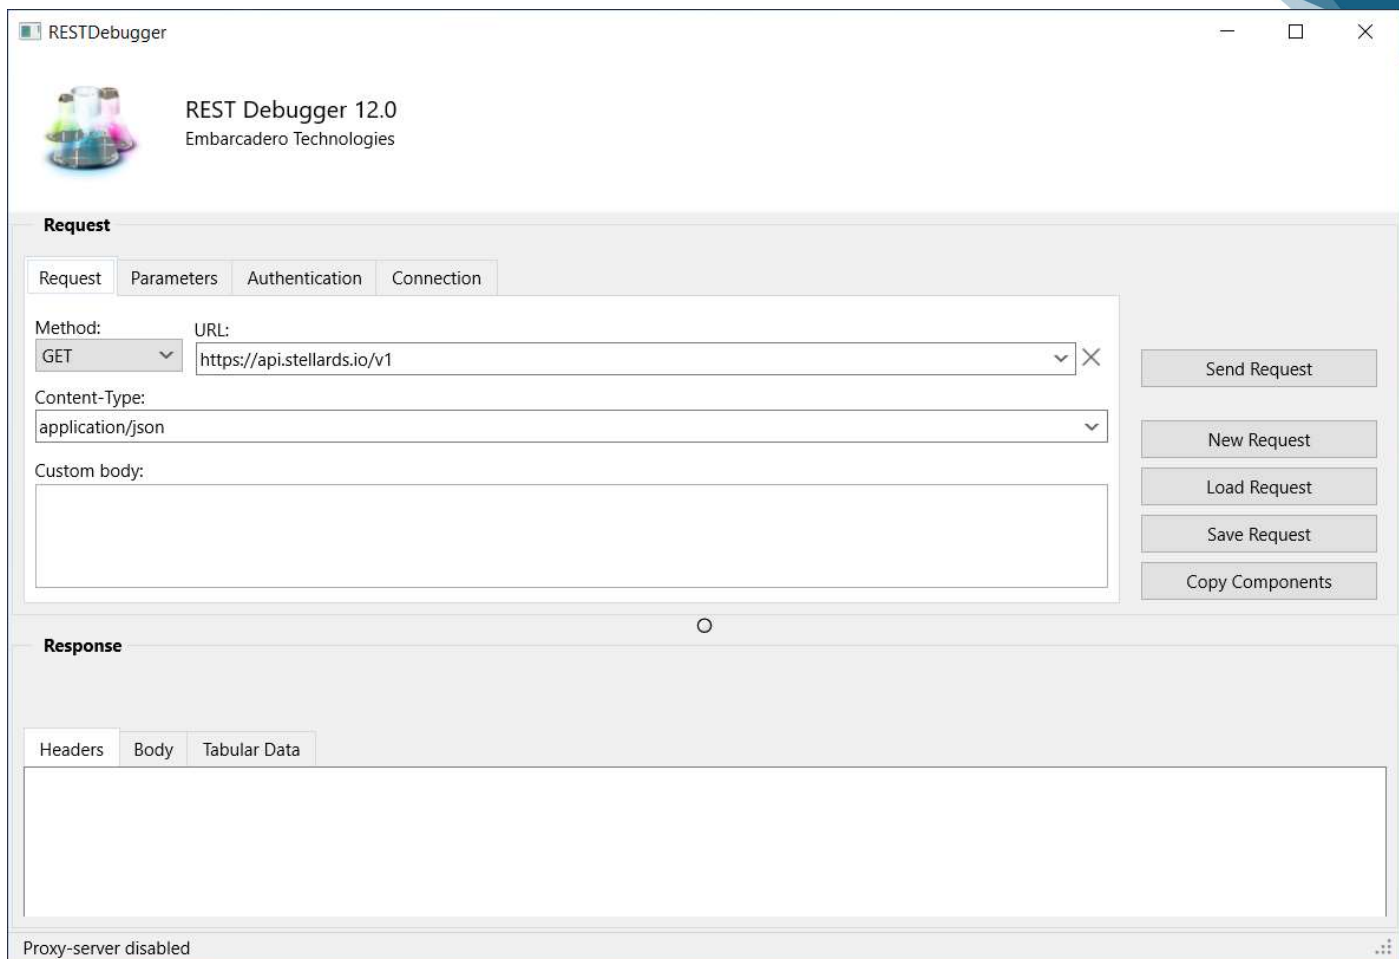 RESTDebugger
REST Debugger 12.0
Embarcadero Technologies
Request
Request Parameters Authentication Connection
Method: URL:
GET https://api.stellards.io/v1
Send Request
Content-Type:
application/json
New Request
Custom body:
Load Request
Save Request
Copy Components
Response
Headers Body Tabular Data
Proxy-server disabled